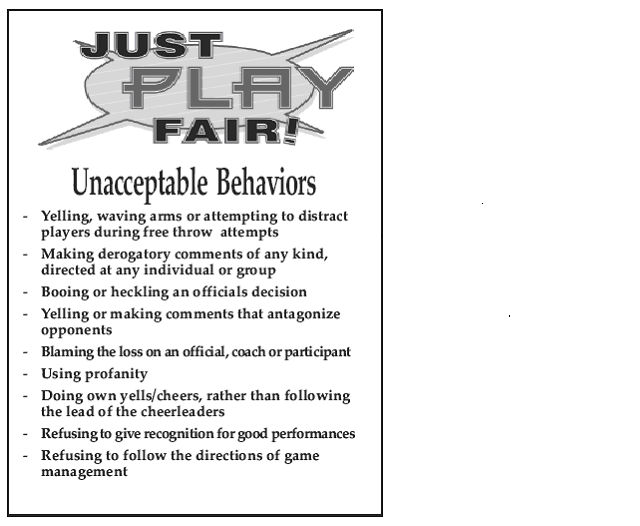 JUST
PLAY
FAIR!
Unacceptable Behaviors
- Yelling, waving arms or attempting to distract
players during free throw attempts
- Making derogatory comments of any kind,
directed at any individual or group
- Booing or heckling an officials decision
- Yelling or making comments that antagonize
opponents
- Blaming the loss on an official, coach or participant
- Using profanity
- Doing own yells/cheers, rather than following
the lead of the cheerleaders
- Refusing to give recognition for good performances
- Refusing to follow the directions of game
management